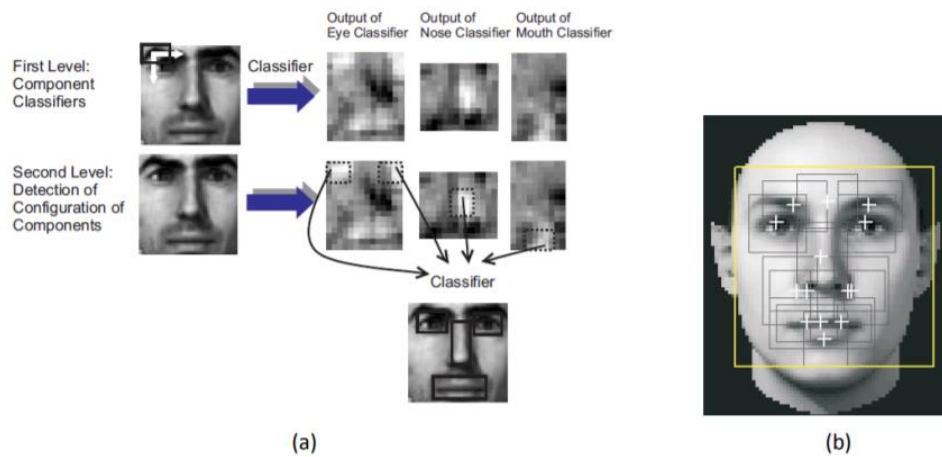 Output of
Eye Classifier
Output of
Nose Classifier
Output of
Mouth Classifier
First Level:
Component
Classifiers
Classifier
Second Level:
Detection of
Configuration of
Components
Classifier
(a)
(b)